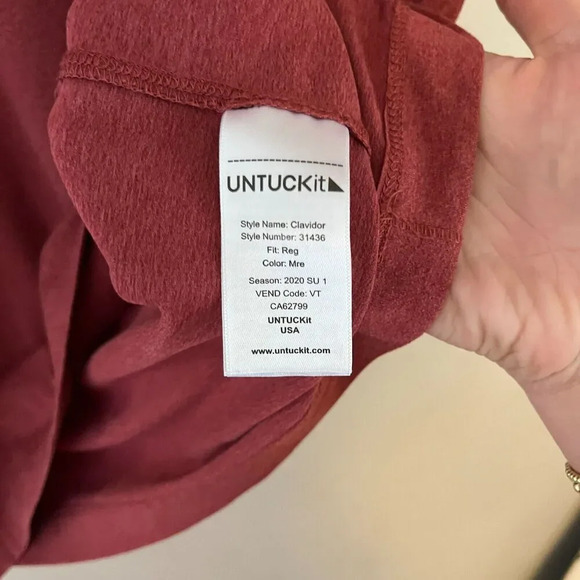 UNTUCKit
Style Name: Clavidor
Style Number: 31436
Fit: Reg
Color: Mre
Season: 2020 SU 1
VEND Code: VT
CA62799
UNTUCKit
USA
www.untuckit.com